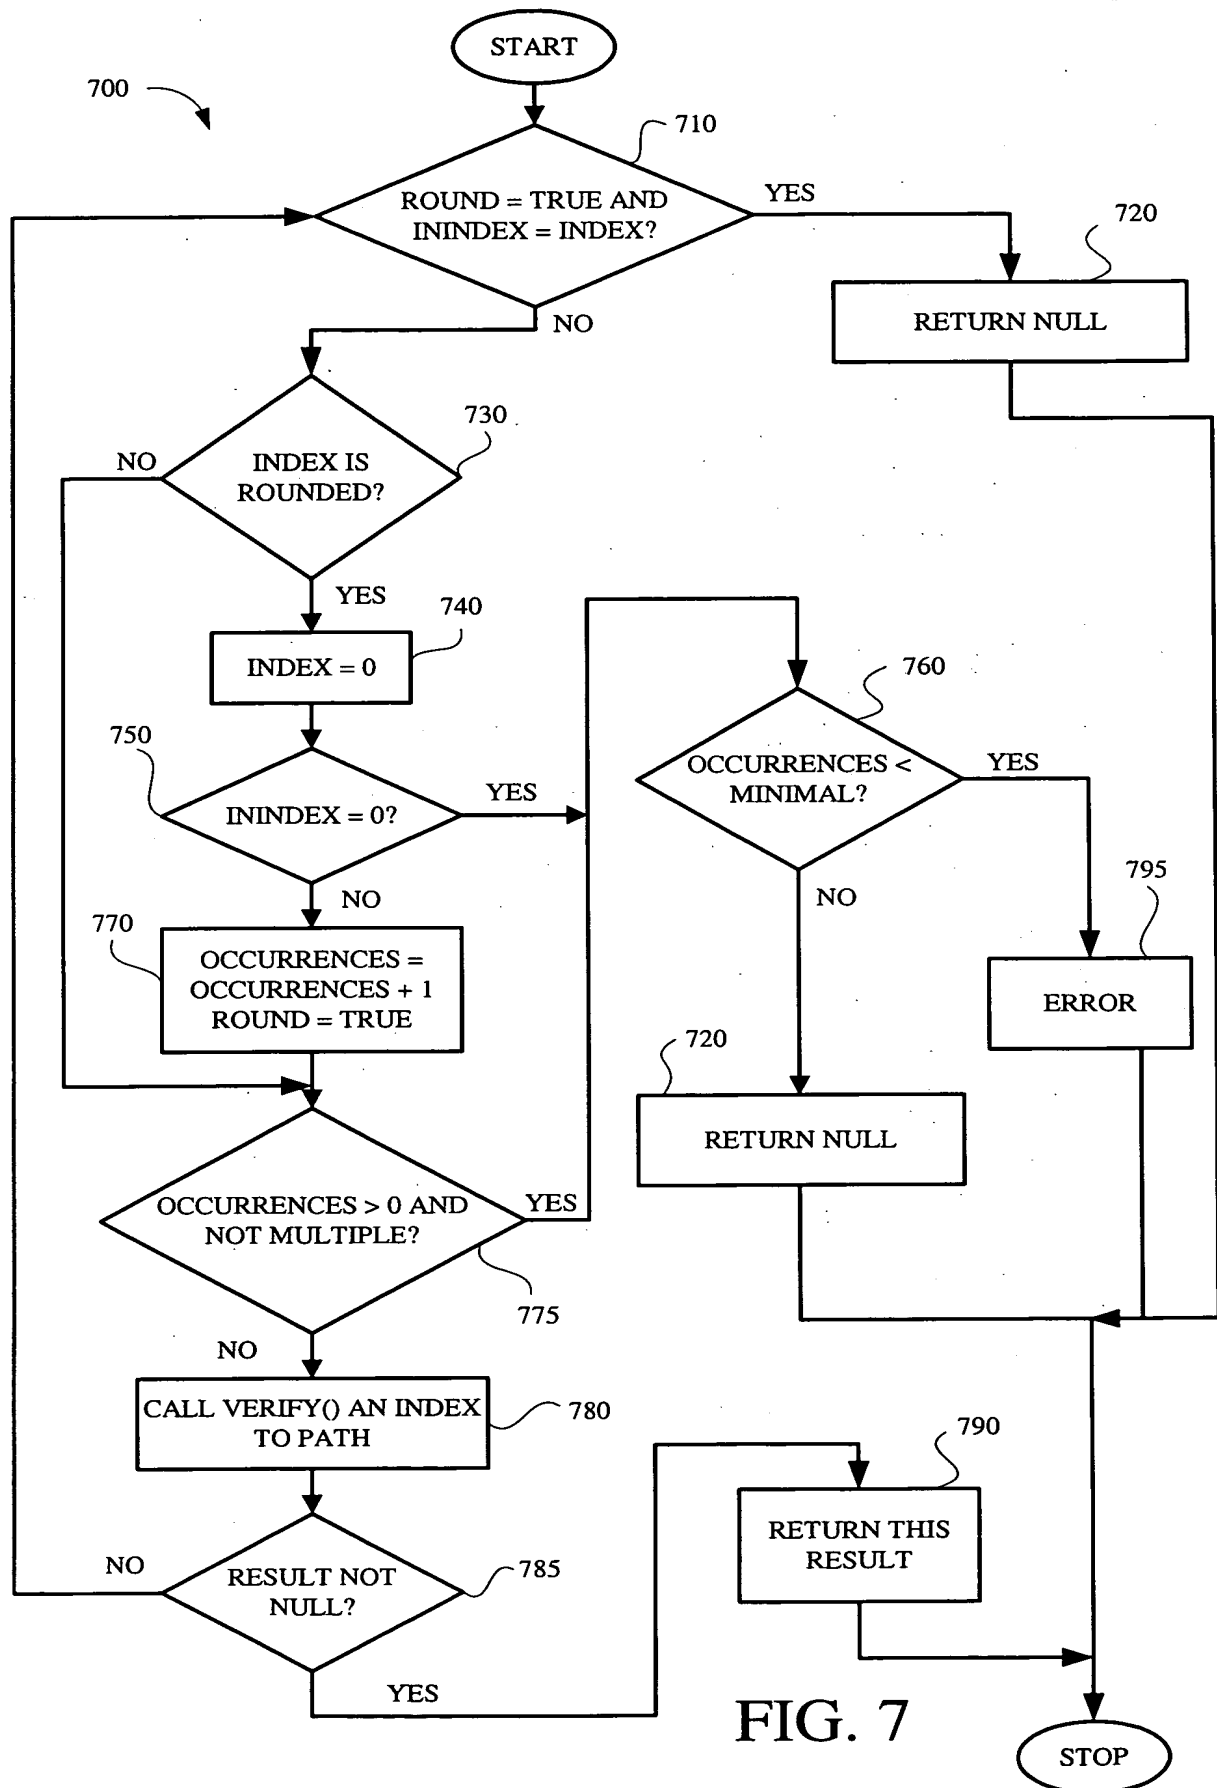 START
700
710
ROUND = TRUE AND
ININDEX = INDEX?
YES
720
RETURN NULL
NO
730
NO
INDEX IS
ROUNDED?
YES
740
INDEX = 0
760
750
OCCURRENCES <
MINIMAL?
YES
ININDEX = 0?
YES
NO
NO
795
770
OCCURRENCES =
OCCURRENCES + 1
ROUND = TRUE
ERROR
720
RETURN NULL
OCCURRENCES > 0 AND
NOT MULTIPLE?
YES
775
NO
CALL VERIFY() AN INDEX
TO PATH
780
790
RETURN THIS
RESULT
NO
RESULT NOT
NULL?
785
YES
FIG. 7
STOP